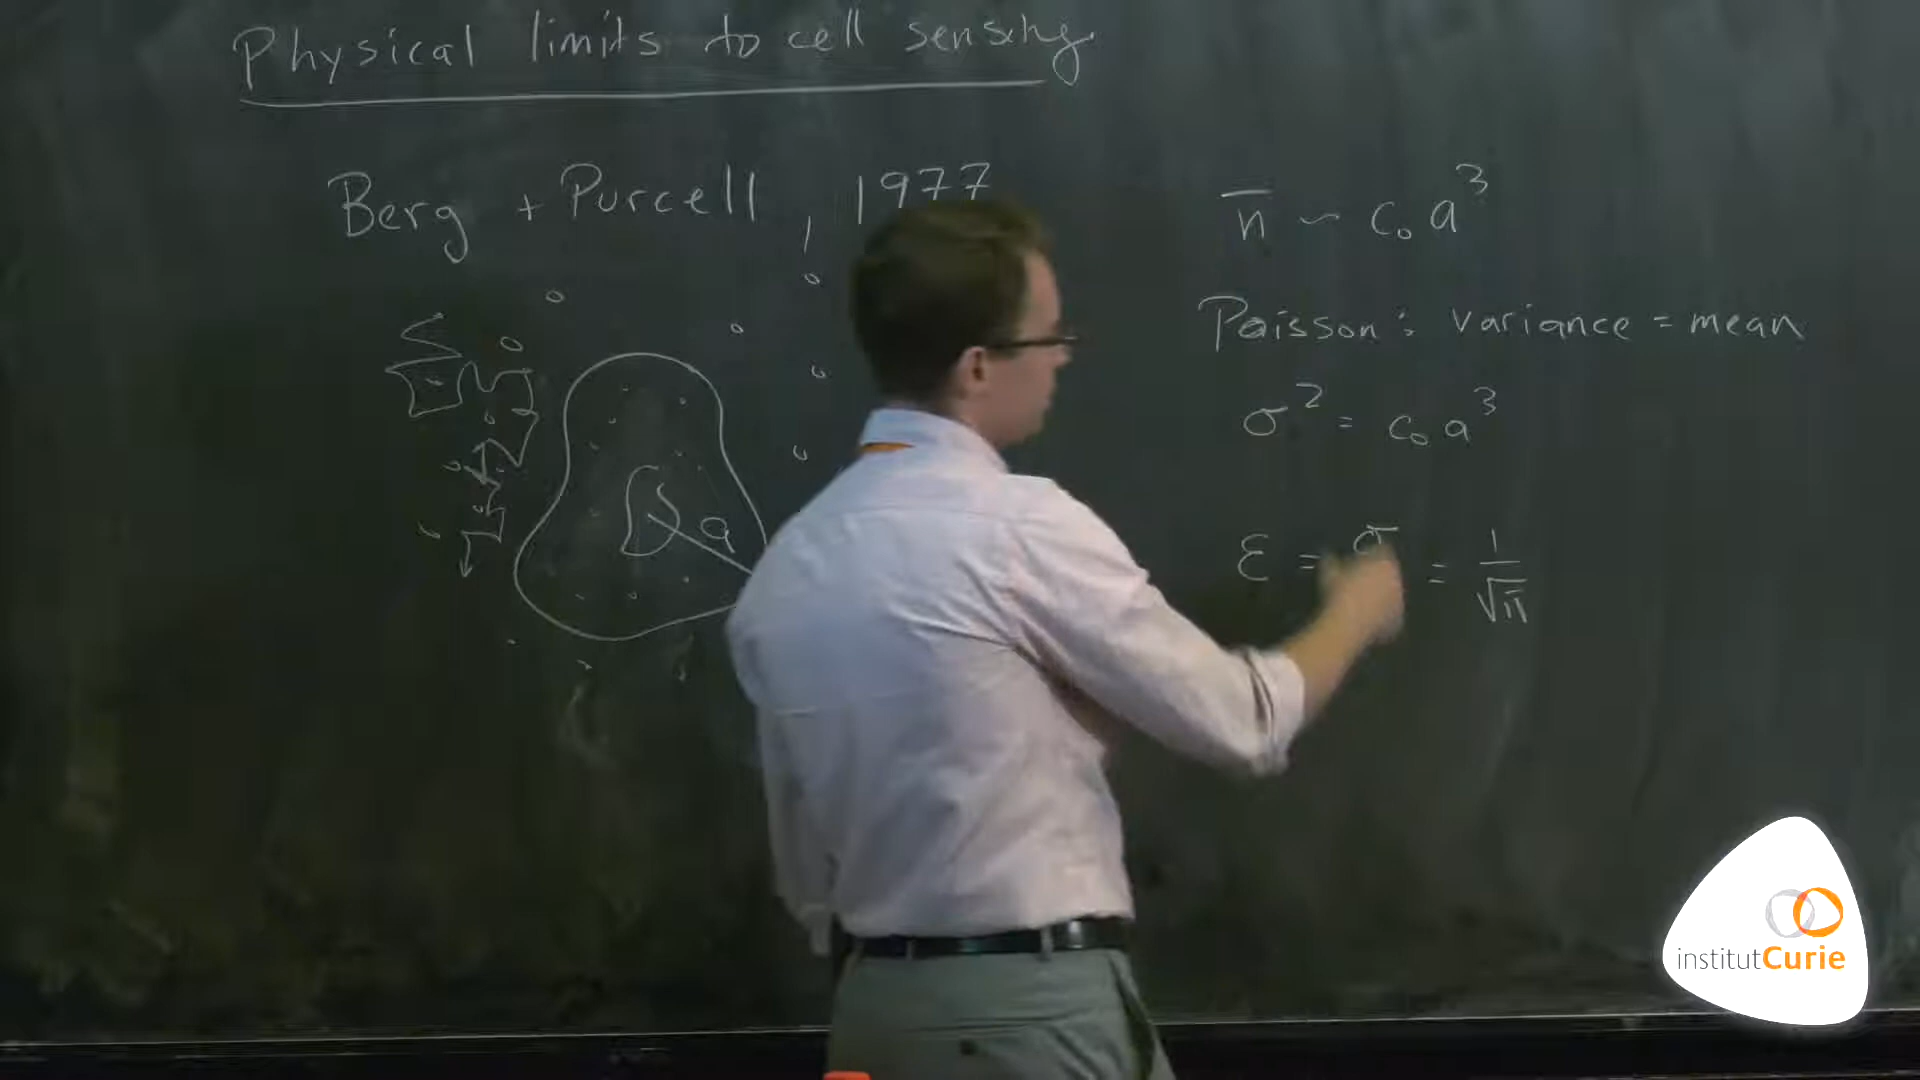 Physical limits to cell sensing
Berg + Purcell, 1977
a
n̄ ~ c₀ a³
Poisson: variance = mean
σ² = c₀ a³
ε = σ = 1/√n̄
institutCurie